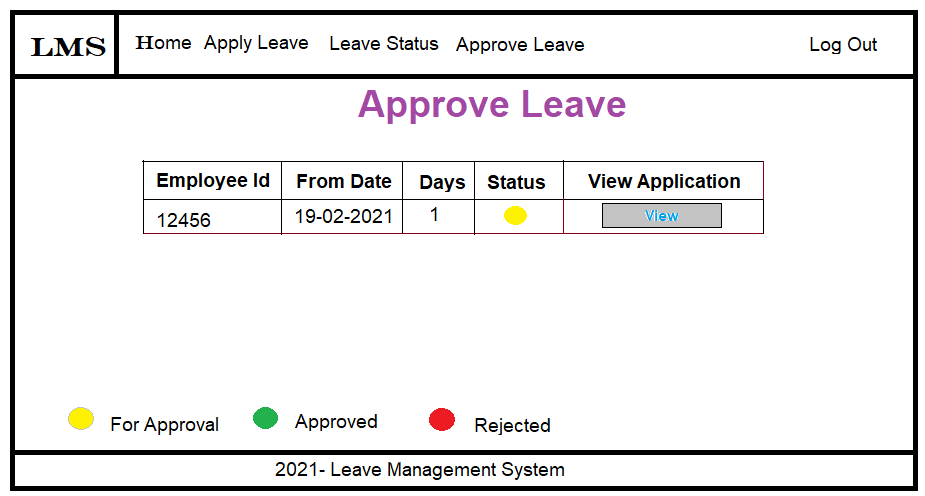 LMS Home Apply Leave Leave Status Approve Leave Log Out
Approve Leave
Employee Id From Date Days Status View Application
12456 19-02-2021 1 View
For Approval Approved Rejected
2021- Leave Management System